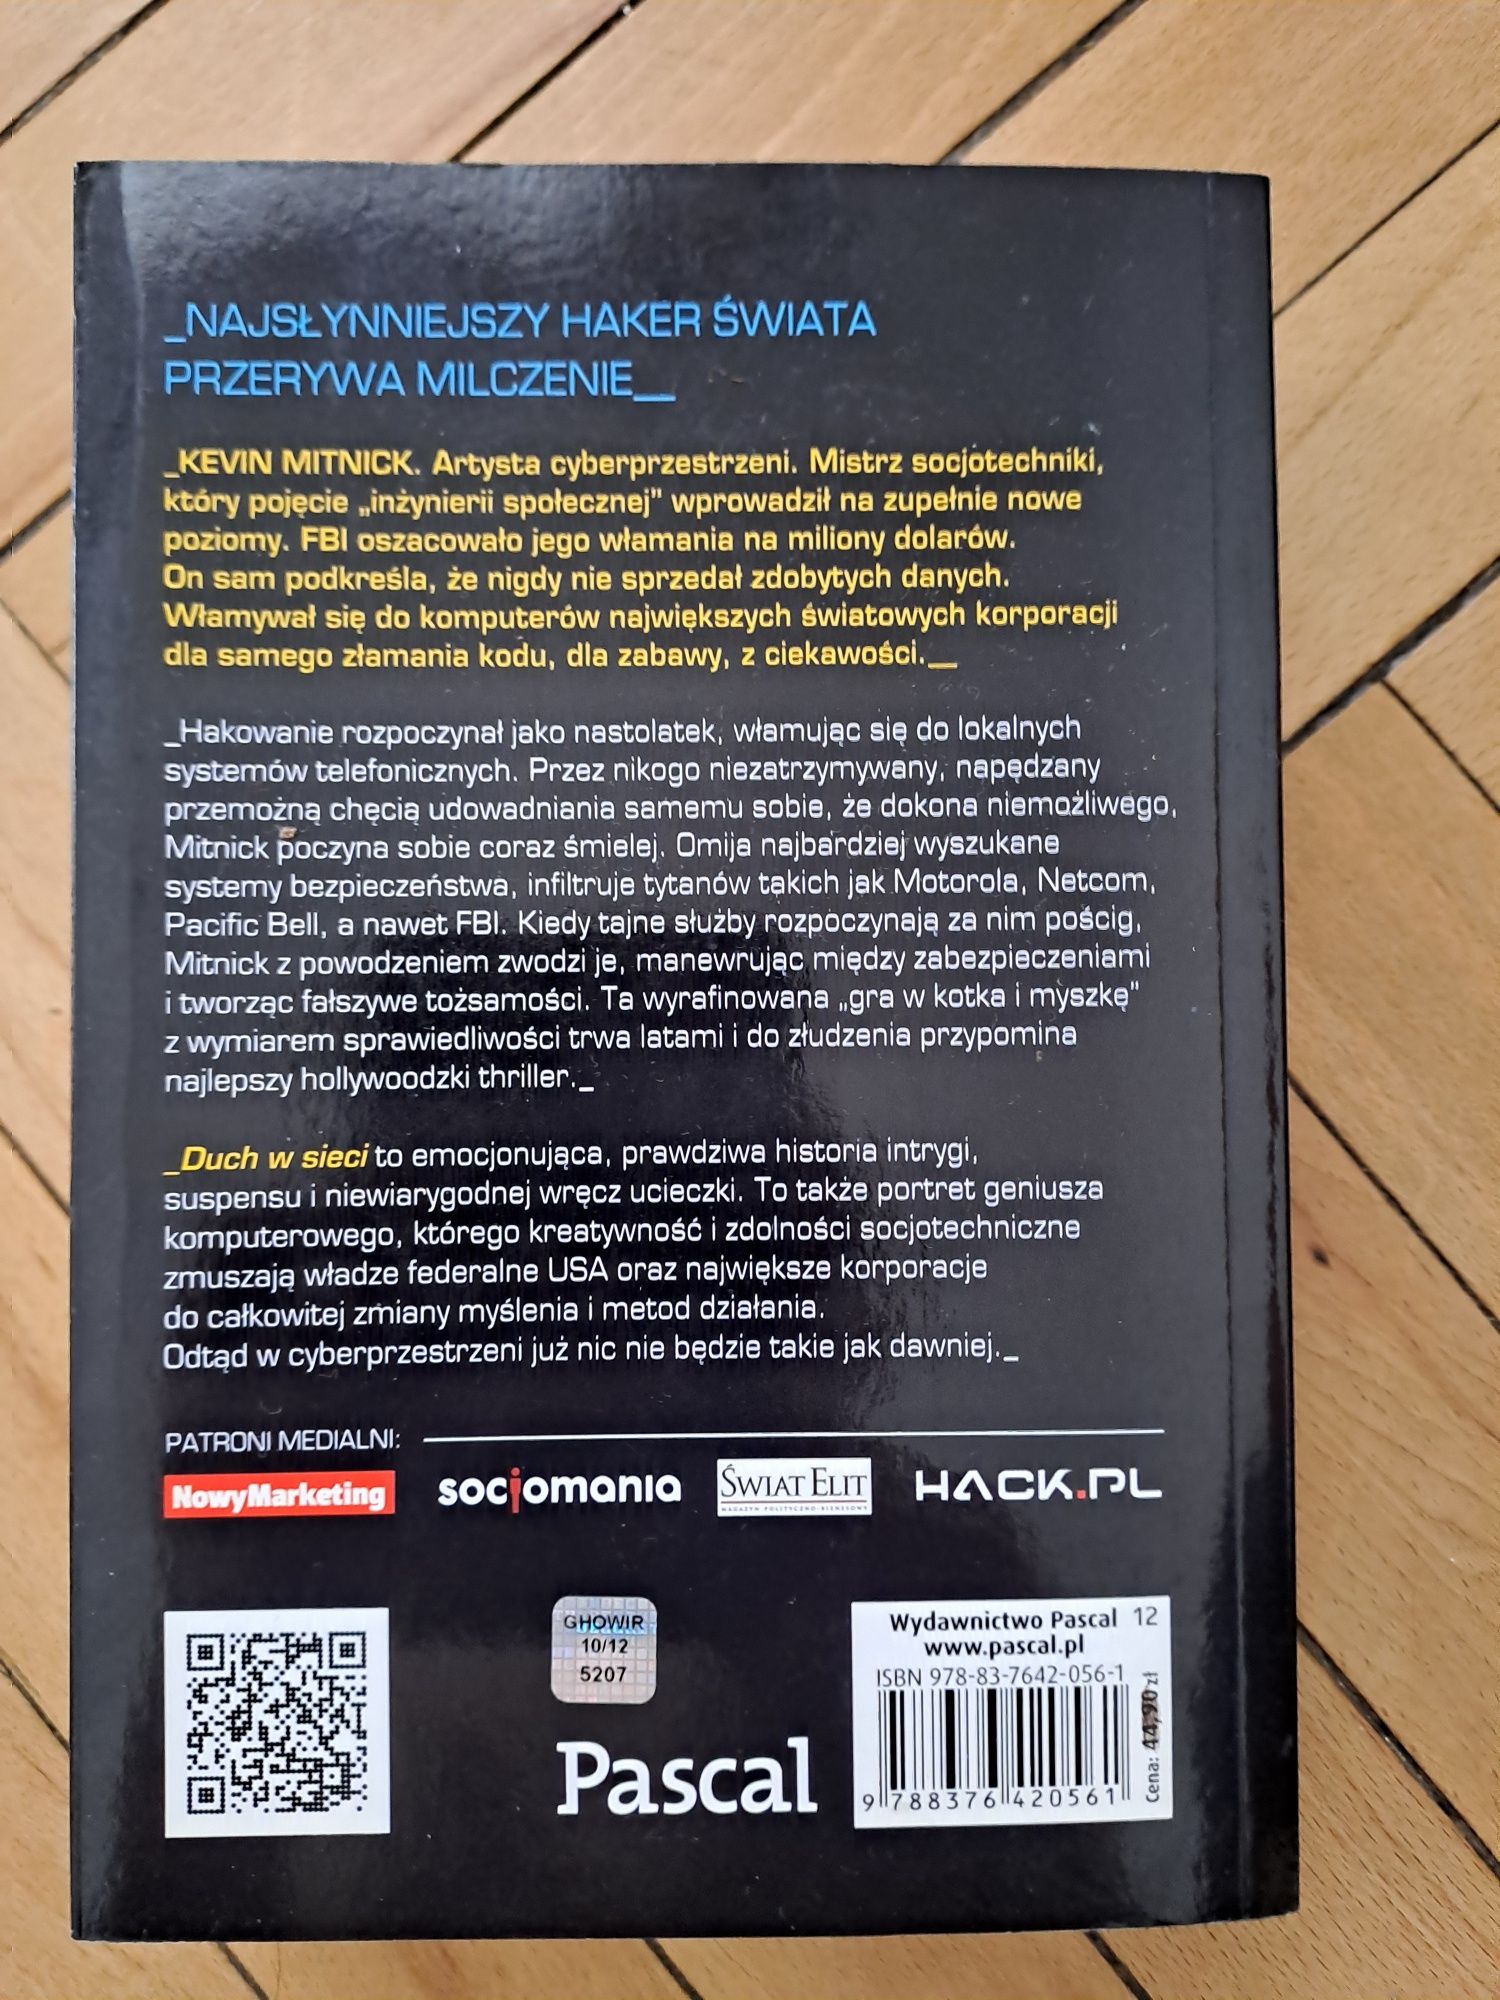 _NAJSŁYNNIEJSZY HAKER ŚWIATA
PRZERYWA MILCZENIE__
_KEVIN MITNICK. Artysta cyberprzestrzeni. Mistrz socjotechniki,
który pojęcie „inżynierii społecznej” wprowadził na zupełnie nowe
poziomy. FBI oszacowało jego włamania na miliony dolarów.
On sam podkreśla, że nigdy nie sprzedał zdobytych danych.
Włamywał się do komputerów największych światowych korporacji
dla samego złamania kodu, dla zabawy, z ciekawości.__
_Hakowanie rozpoczynał jako nastolatek, włamując się do lokalnych
systemów telefonicznych. Przez nikogo niezatrzymywany, napędzany
przemożną chęcią udowadniania samemu sobie, że dokona niemożliwego,
Mitnick poczyna sobie coraz śmielej. Omija najbardziej wyszukane
systemy bezpieczeństwa, infiltruje tytanów takich jak Motorola, Netcom,
Pacific Bell, a nawet FBI. Kiedy tajne służby rozpoczynają za nim pościg,
Mitnick z powodzeniem zwodzi je, manewrując między zabezpieczeniami
i tworząc fałszywe tożsamości. Ta wyrafinowana „gra w kotka i myszkę”
z wymiarem sprawiedliwości trwa latami i do złudzenia przypomina
najlepszy hollywoodzki thriller._
_Duch w sieci to emocjonująca, prawdziwa historia intrygi,
suspensu i niewiarygodnej wręcz ucieczki. To także portret geniusza
komputerowego, którego kreatywność i zdolności socjotechniczne
zmuszają władze federalne USA oraz największe korporacje
do całkowitej zmiany myślenia i metod działania.
Odtąd w cyberprzestrzeni już nic nie będzie takie jak dawniej._
PATRONI MEDIALNI:
NowyMarketing
socjomania
ŚWIAT ELIT
MAGAZYN POLITYCZNO-BIZNESOWY
HACK.PL
GHOWIR
10/12
5207
Pascal
Wydawnictwo Pascal 12
www.pascal.pl
ISBN 978-83-7642-056-1
9 788376 420561
Cena: 44,90 zł